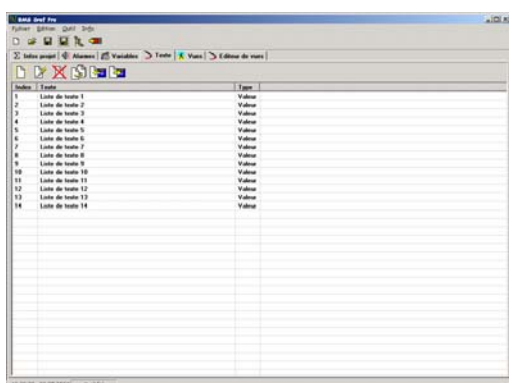 BMA Graf Pro
Fichier Edition Outil Info
Infos projet Alarmes Variables Texte Vues Editeur de vues
Index Texte Type
1 Liste de texte 1 Valeur
2 Liste de texte 2 Valeur
3 Liste de texte 3 Valeur
4 Liste de texte 4 Valeur
5 Liste de texte 5 Valeur
6 Liste de texte 6 Valeur
7 Liste de texte 7 Valeur
8 Liste de texte 8 Valeur
9 Liste de texte 9 Valeur
10 Liste de texte 10 Valeur
11 Liste de texte 11 Valeur
12 Liste de texte 12 Valeur
13 Liste de texte 13 Valeur
14 Liste de texte 14 Valeur